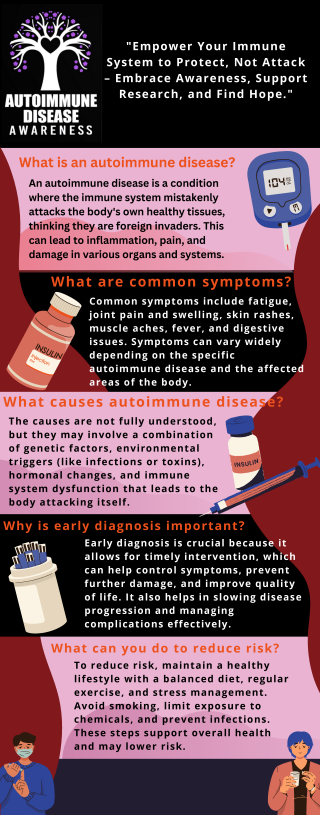 AUTOIMMUNE
DISEASE
AWARENESS
"Empower Your Immune
System to Protect, Not Attack
– Embrace Awareness, Support
Research, and Find Hope."
What is an autoimmune disease?
An autoimmune disease is a condition
where the immune system mistakenly
attacks the body's own healthy tissues,
thinking they are foreign invaders. This
can lead to inflammation, pain, and
damage in various organs and systems.
104
What are common symptoms?
Common symptoms include fatigue,
joint pain and swelling, skin rashes,
muscle aches, fever, and digestive
issues. Symptoms can vary widely
depending on the specific
autoimmune disease and the affected
areas of the body.
INSULIN
injection
What causes autoimmune disease?
The causes are not fully understood,
but they may involve a combination
of genetic factors, environmental
triggers (like infections or toxins),
hormonal changes, and immune
system dysfunction that leads to the
body attacking itself.
INSULIN
Why is early diagnosis important?
Early diagnosis is crucial because it
allows for timely intervention, which
can help control symptoms, prevent
further damage, and improve quality
of life. It also helps in slowing disease
progression and managing
complications effectively.
What can you do to reduce risk?
To reduce risk, maintain a healthy
lifestyle with a balanced diet, regular
exercise, and stress management.
Avoid smoking, limit exposure to
chemicals, and prevent infections.
These steps support overall health
and may lower risk.